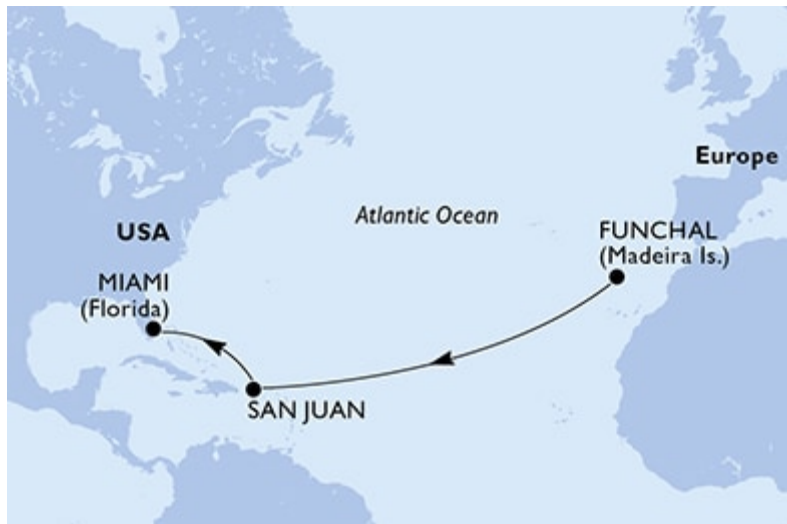 Europe
Atlantic Ocean
FUNCHAL
(Madeira Is.)
USA
MIAMI
(Florida)
SAN JUAN